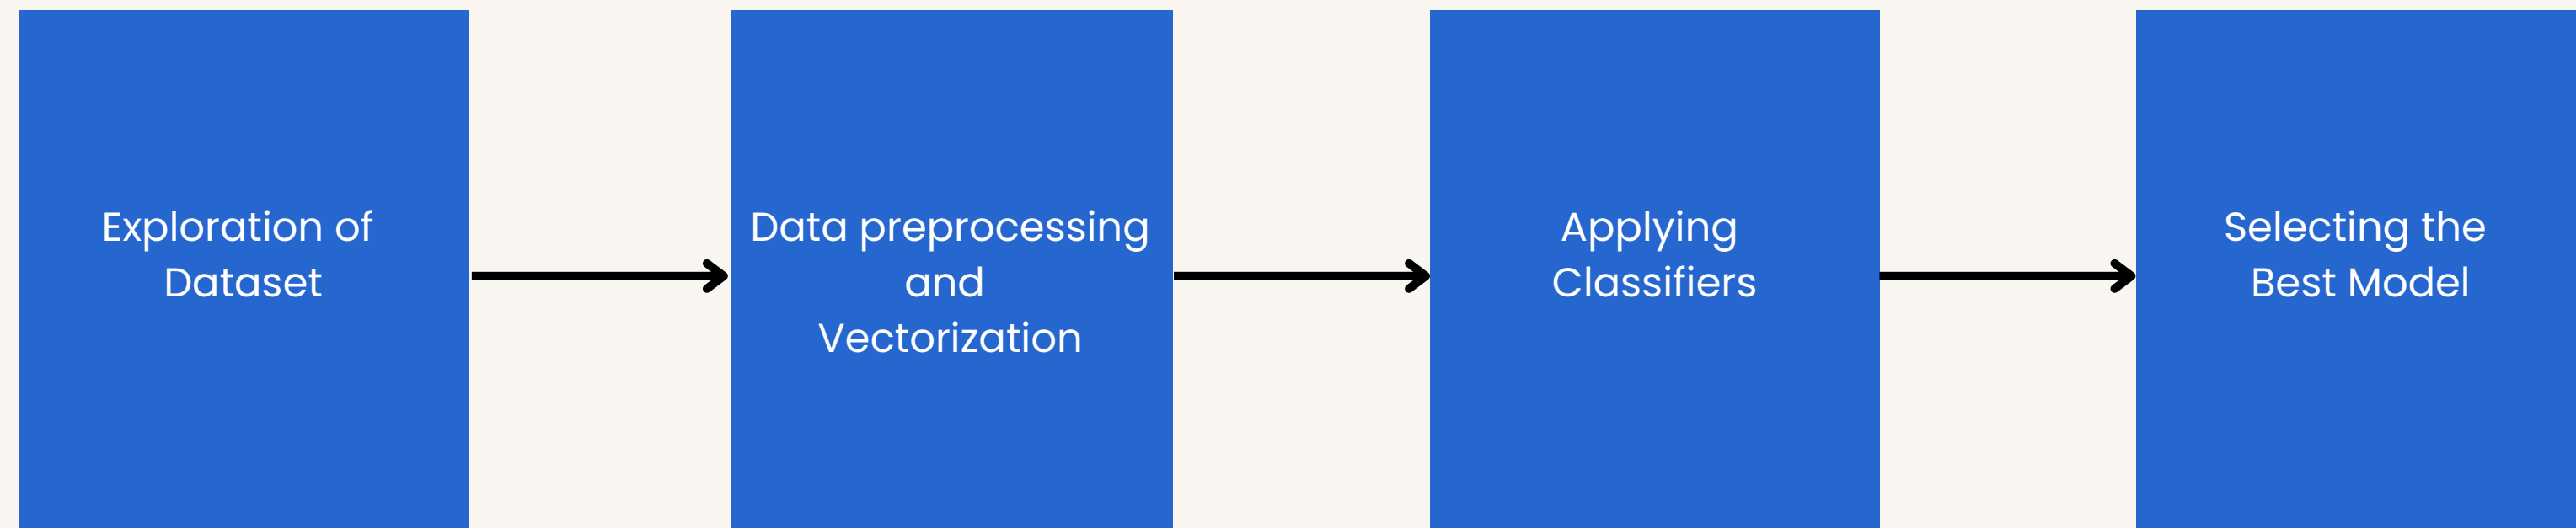 Exploration of
Dataset
Data preprocessing
and
Vectorization
Applying
Classifiers
Selecting the
Best Model